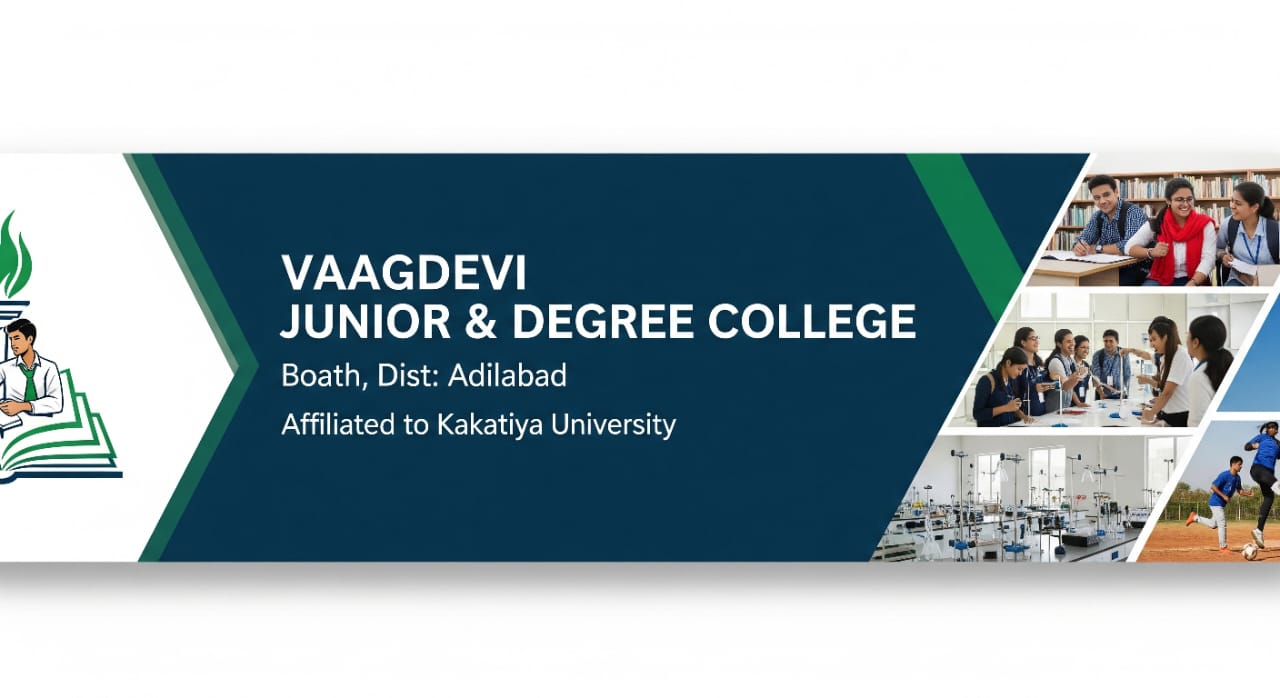 VAAGDEVI
JUNIOR & DEGREE COLLEGE
Boath, Dist: Adilabad
Affiliated to Kakatiya University